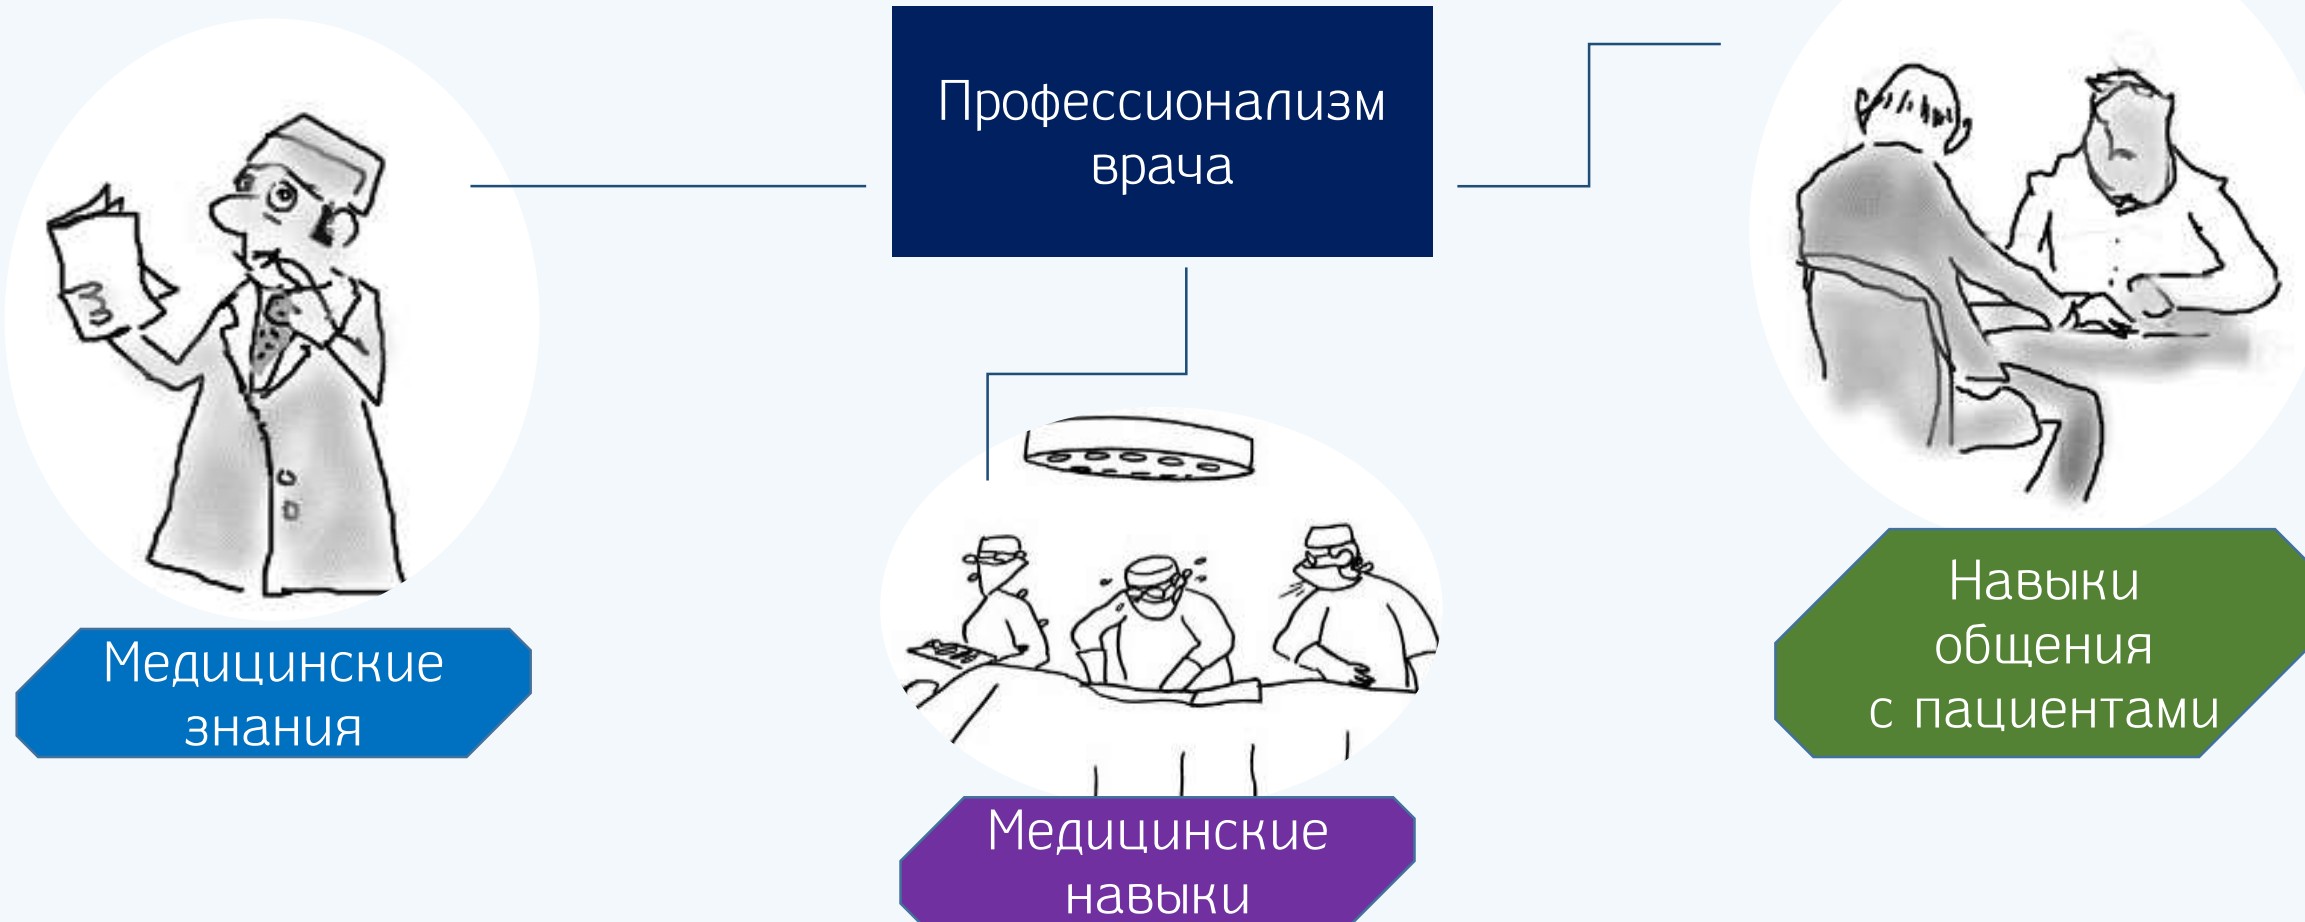 Профессионализм
врача
Медицинские
знания
Медицинские
навыки
Навыки
общения
с пациентами